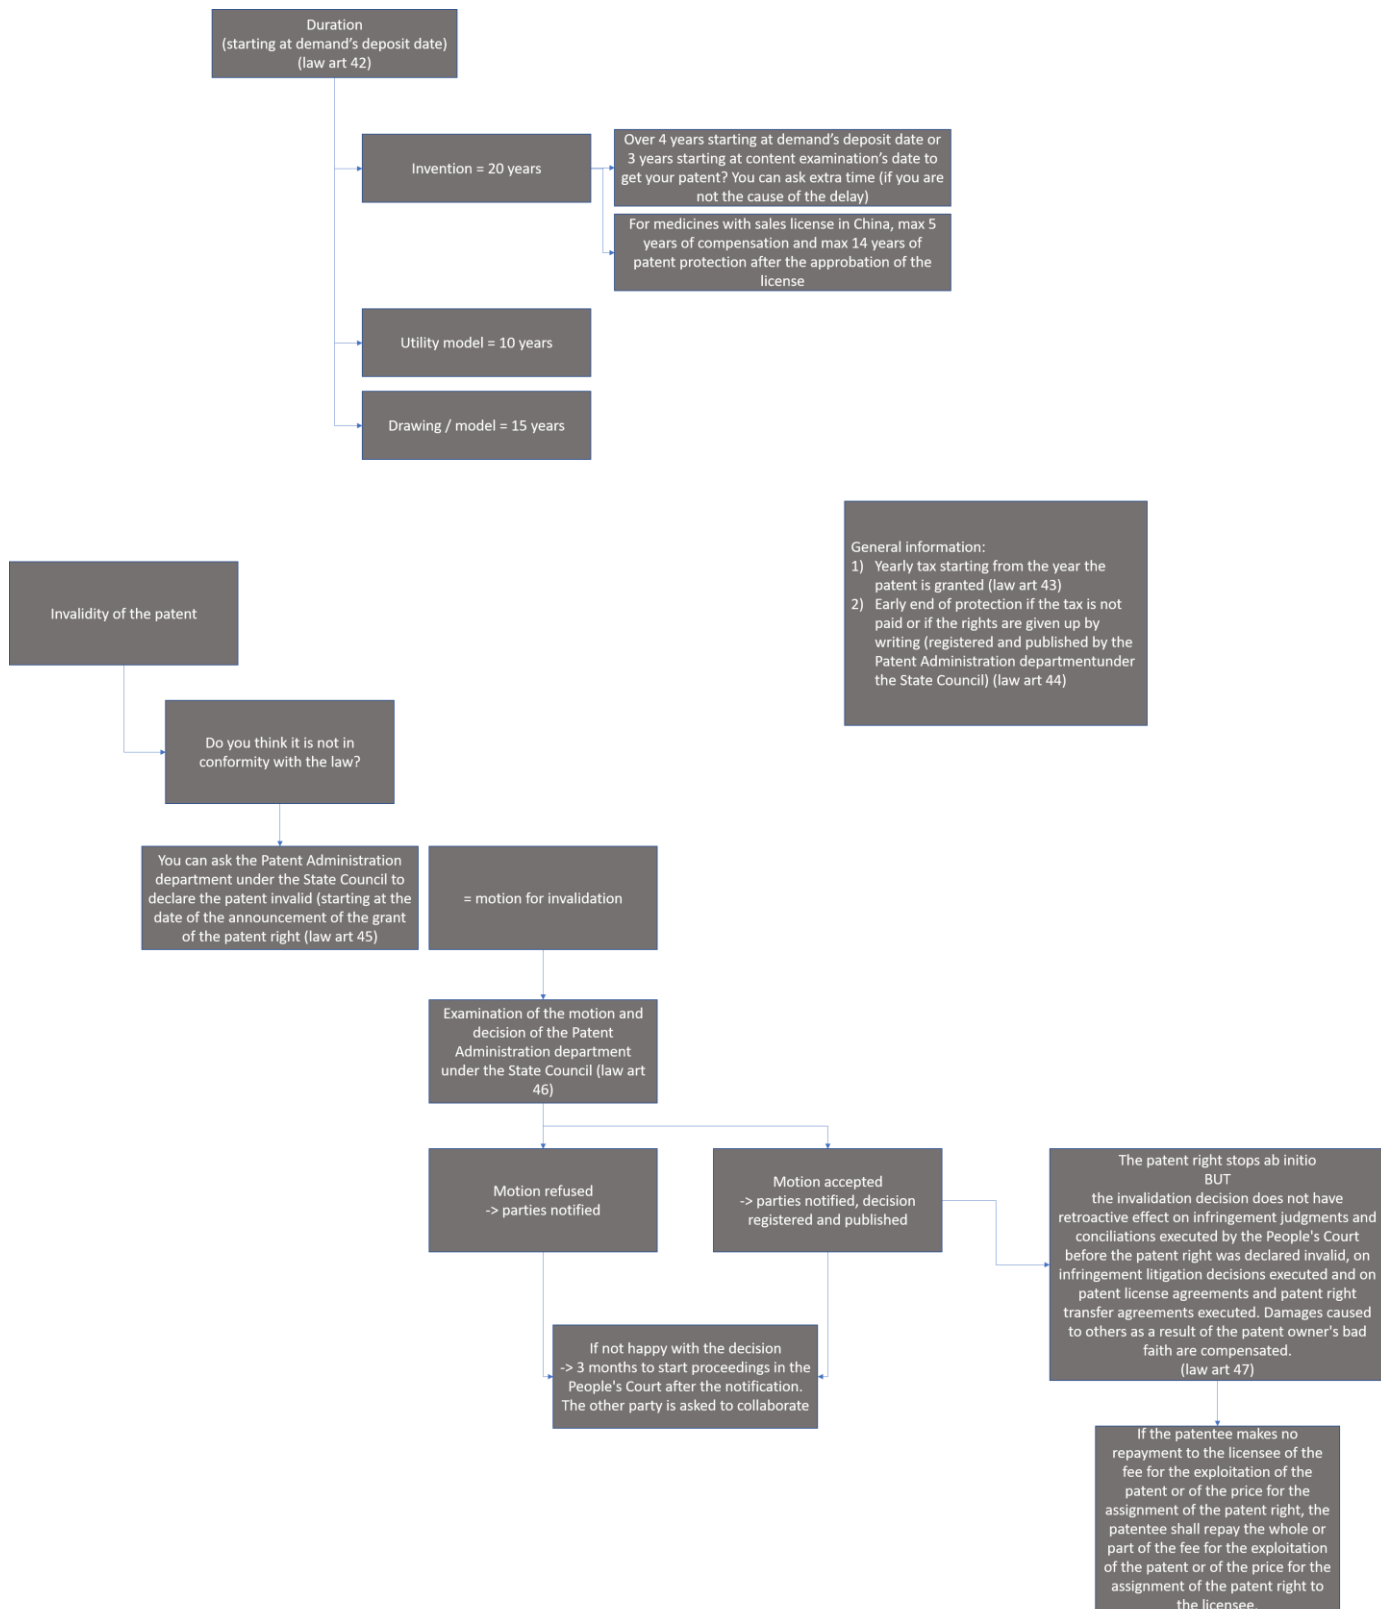 Duration
(starting at demand's deposit date)
(law art 42)
Invention = 20 years
Over 4 years starting at demand's deposit date or
3 years starting at content examination's date to
get your patent? You can ask extra time (if you are
not the cause of the delay)
For medicines with sales license in China, max 5
years of compensation and max 14 years of
patent protection after the approbation of the
license
Utility model = 10 years
Drawing / model = 15 years
General information:
1) Yearly tax starting from the year the
patent is granted (law art 43)
2) Early end of protection if the tax is not
paid or if the rights are given up by
writing (registered and published by the
Patent Administration departmentunder
the State Council) (law art 44)
Invalidity of the patent
Do you think it is not in
conformity with the law?
You can ask the Patent Administration
department under the State Council to
declare the patent invalid (starting at the
date of the announcement of the grant
of the patent right (law art 45)
= motion for invalidation
Examination of the motion and
decision of the Patent
Administration department
under the State Council (law art
46)
Motion refused
-> parties notified
Motion accepted
-> parties notified, decision
registered and published
The patent right stops ab initio
BUT
the invalidation decision does not have
retroactive effect on infringement judgments and
conciliations executed by the People's Court
before the patent right was declared invalid, on
infringement litigation decisions executed and on
patent license agreements and patent right
transfer agreements executed. Damages caused
to others as a result of the patent owner's bad
faith are compensated.
(law art 47)
If not happy with the decision
-> 3 months to start proceedings in the
People's Court after the notification.
The other party is asked to collaborate
If the patentee makes no
repayment to the licensee of the
fee for the exploitation of the
patent or of the price for the
assignment of the patent right, the
patentee shall repay the whole or
part of the fee for the exploitation
of the patent or of the price for the
assignment of the patent right to
the licensee.